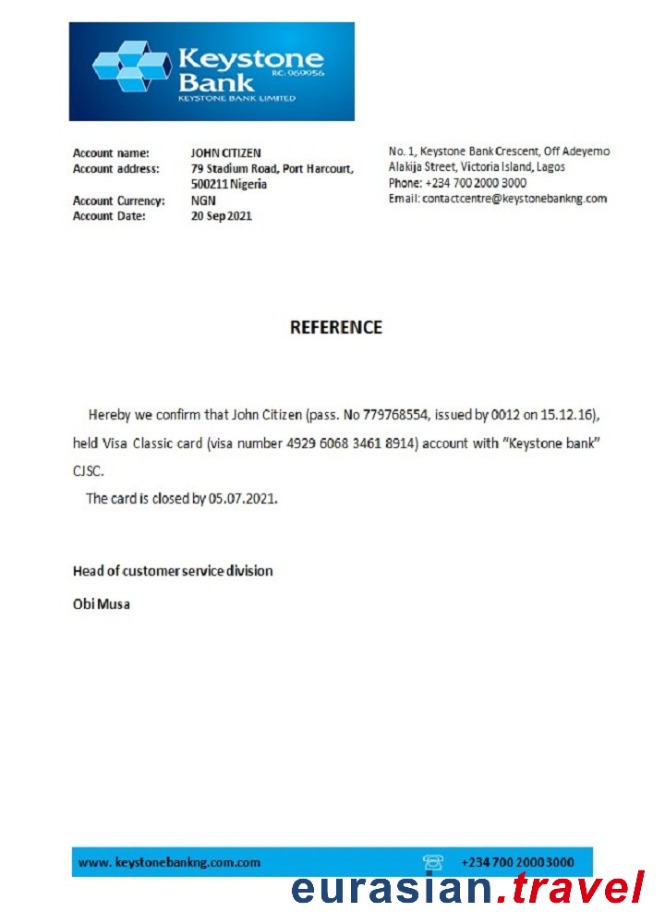 Keystone
RC. 069056
Bank
KEYSTONE BANK LIMITED
Account name: JOHN CITIZEN
Account address: 79 Stadium Road, Port Harcourt,
500211 Nigeria
Account Currency: NGN
Account Date: 20 Sep 2021
No. 1, Keystone Bank Crescent, Off Adeyemo
Alakija Street, Victoria Island, Lagos
Phone: +234 700 2000 3000
Email: contactcentre@keystonebankng.com
REFERENCE
Hereby we confirm that John Citizen (pass. No 779768554, issued by 0012 on 15.12.16),
held Visa Classic card (visa number 4929 6068 3461 8914) account with "Keystone bank"
CJSC.
The card is closed by 05.07.2021.
Head of customer service division
Obi Musa
www. keystonebankng.com.com
+234 700 2000 3000
eurasian.travel